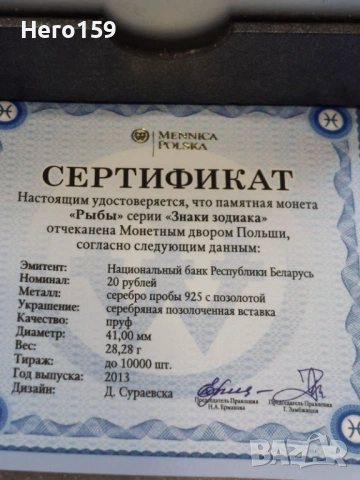 Hero159
MENNICA
POLSKA
СЕРТИФИКАТ
Настоящим удостоверяется, что памятная монета
«Рыбы» серии «Знаки зодиака»
отчеканена Монетным двором Польши,
согласно следующим данным:
Эмитент: Национальный банк Республики Беларусь
Номинал: 20 рублей
Металл: серебро пробы 925 с позолотой
Украшение: серебряная позолоченная вставка
Качество: пруф
Диаметр: 41,00 мм
Вес: 28,28 г
Тираж: до 10000 шт.
Год выпуска: 2013
Дизайн: Д. Сураевска
Председатель Правления Председатель Правления
Н.А. Ермакова Т. Зембжицки
BAZAR